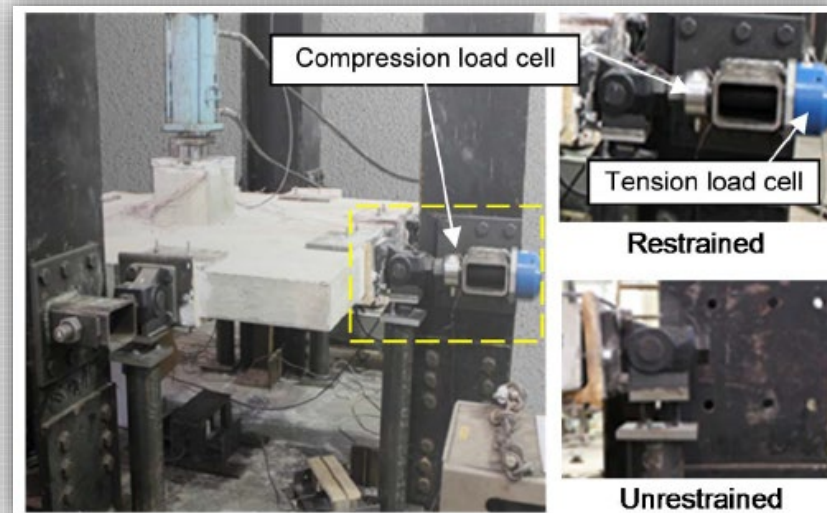 Compression load cell
Tension load cell
Restrained
Unrestrained